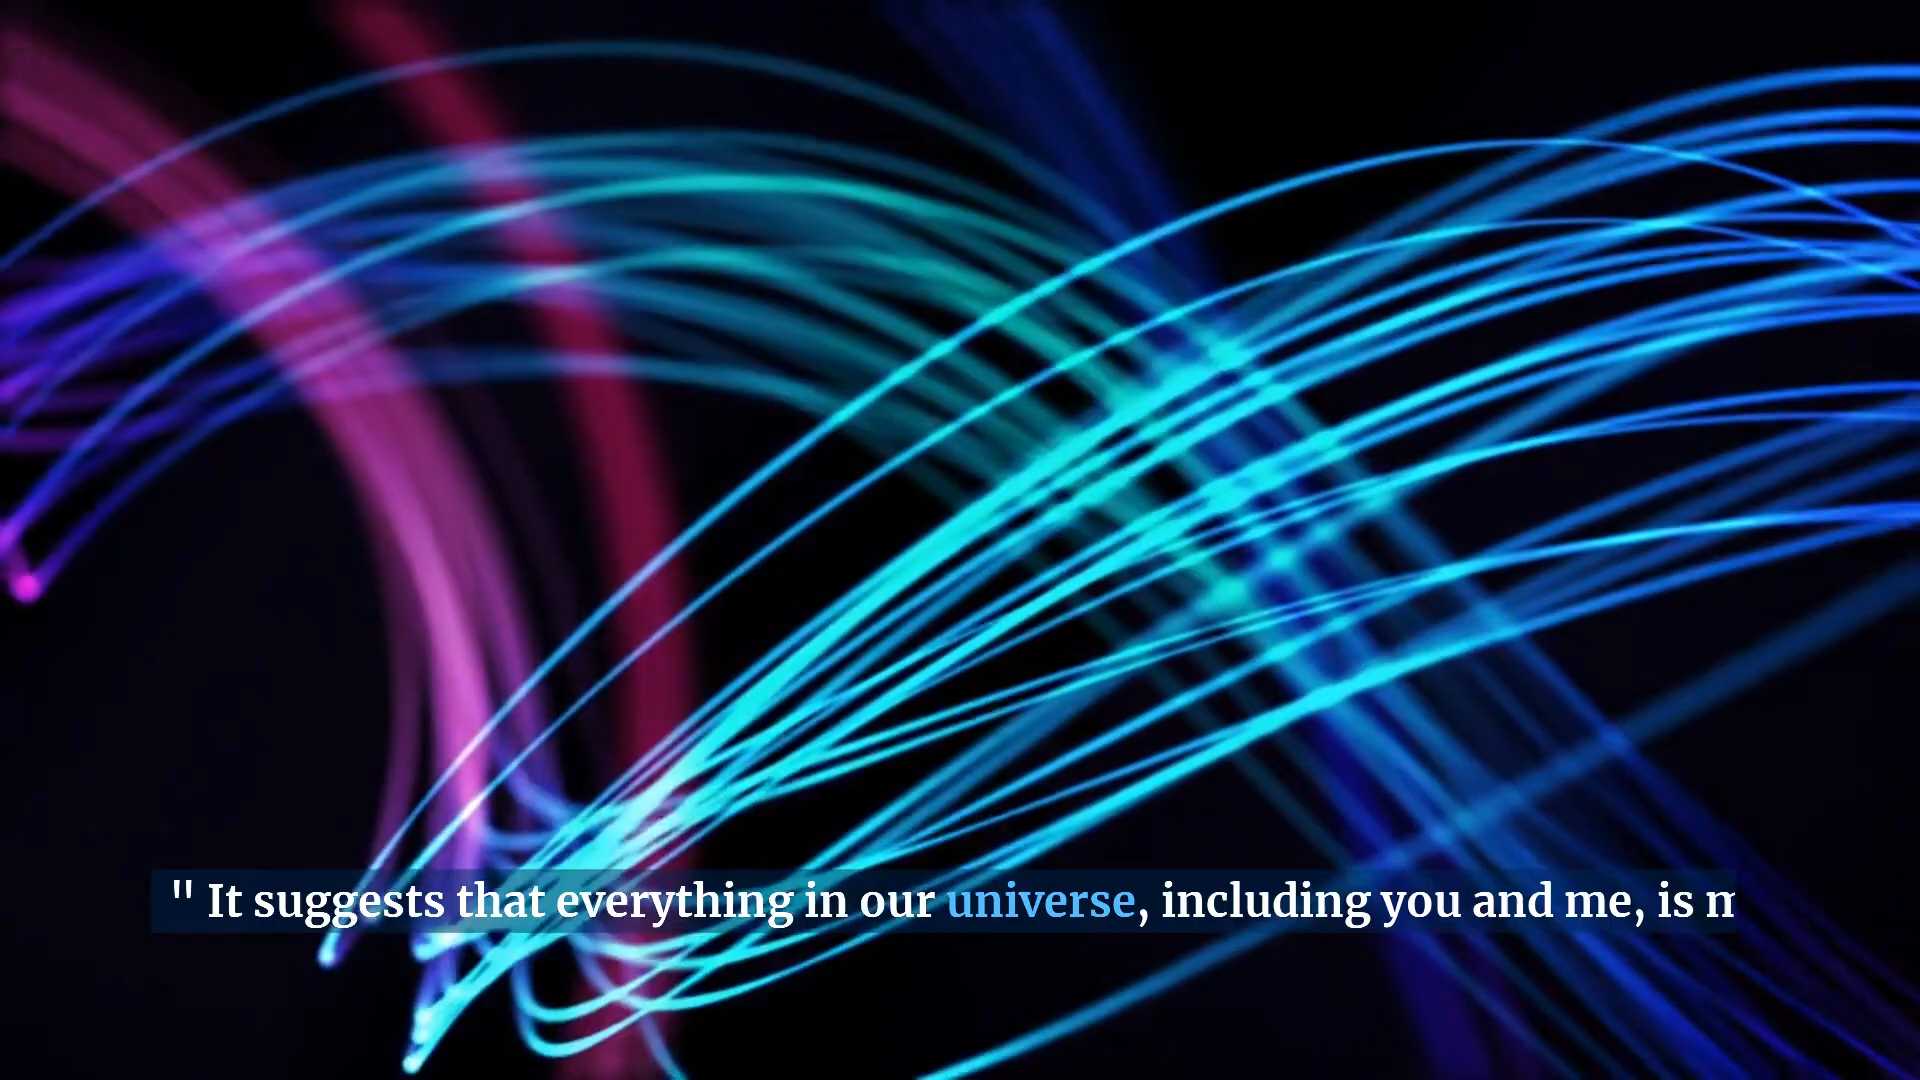 " It suggests that everything in our universe, including you and me, is